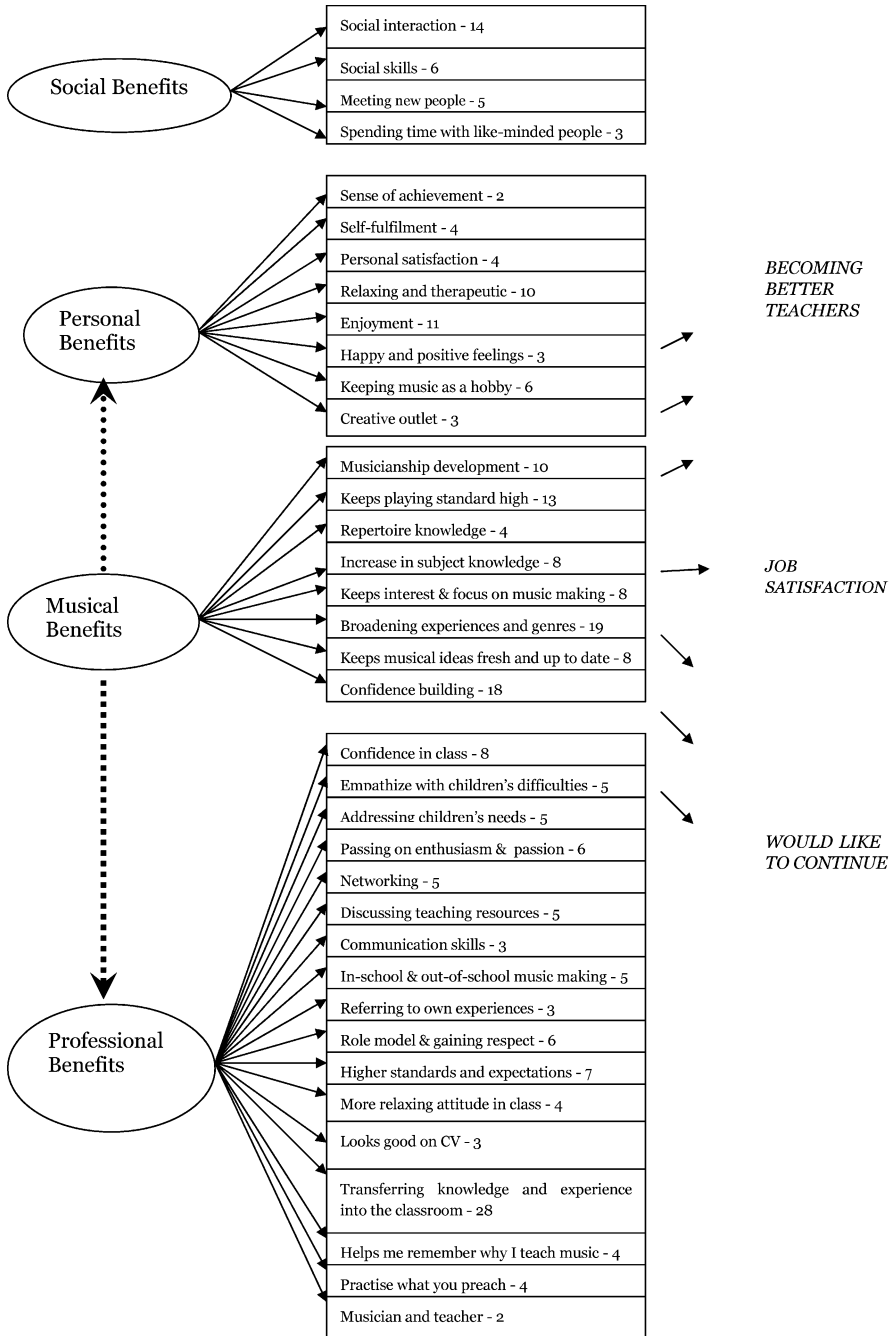 Social Benefits
Social interaction - 14
Social skills - 6
Meeting new people - 5
Spending time with like-minded people - 3
Personal
Benefits
Sense of achievement - 2
Self-fulfilment - 4
Personal satisfaction - 4
Relaxing and therapeutic - 10
Enjoyment - 11
Happy and positive feelings - 3
Keeping music as a hobby - 6
Creative outlet - 3
Musical
Benefits
Musicianship development - 10
Keeps playing standard high - 13
Repertoire knowledge - 4
Increase in subject knowledge - 8
Keeps interest & focus on music making - 8
Broadening experiences and genres - 19
Keeps musical ideas fresh and up to date - 8
Confidence building - 18
Professional
Benefits
Confidence in class - 8
Empathize with children's difficulties - 5
Addressing children's needs - 5
Passing on enthusiasm & passion - 6
Networking - 5
Discussing teaching resources - 5
Communication skills - 3
In-school & out-of-school music making - 5
Referring to own experiences - 3
Role model & gaining respect - 6
Higher standards and expectations - 7
More relaxing attitude in class - 4
Looks good on CV - 3
Transferring knowledge and experience
into the classroom - 28
Helps me remember why I teach music - 4
Practise what you preach - 4
Musician and teacher - 2
BECOMING
BETTER
TEACHERS
JOB
SATISFACTION
WOULD LIKE
TO CONTINUE